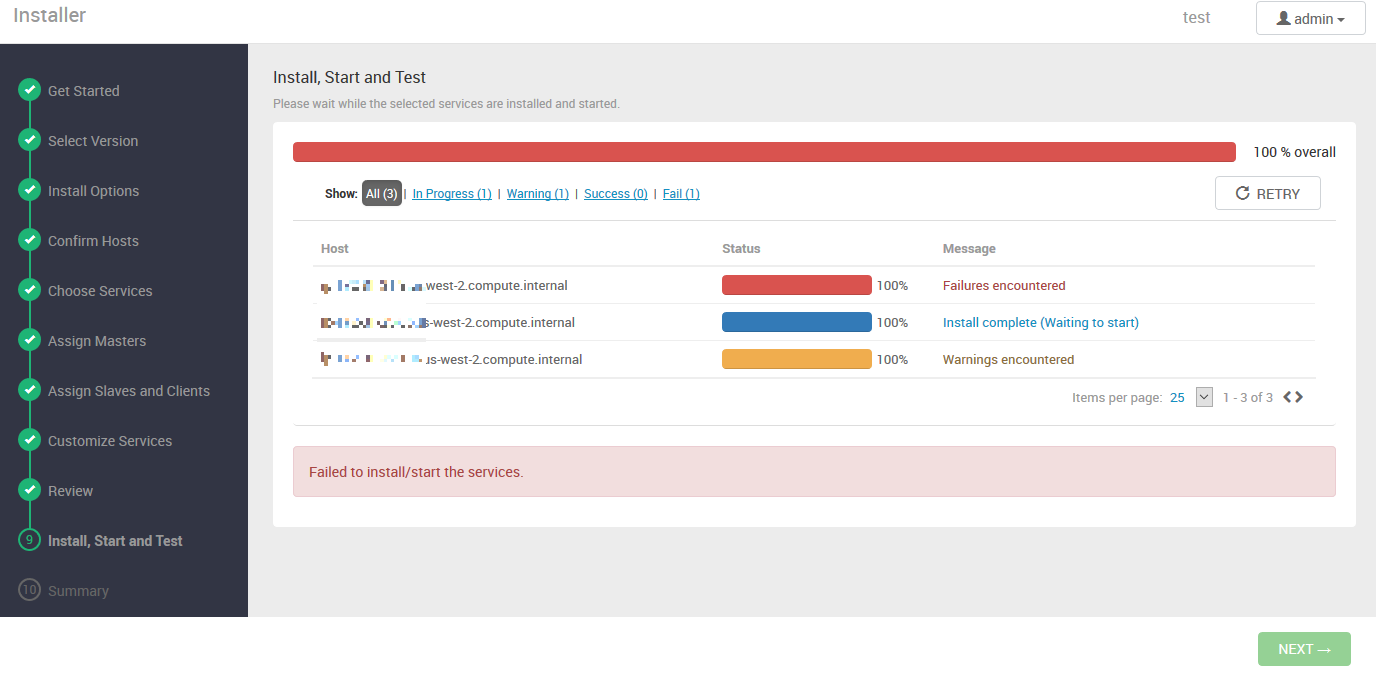 Installer
test
admin
Get Started
Select Version
Install Options
Confirm Hosts
Choose Services
Assign Masters
Assign Slaves and Clients
Customize Services
Review
9 Install, Start and Test
10 Summary
Install, Start and Test
Please wait while the selected services are installed and started.
100 % overall
Show: All (3) | In Progress (1) | Warning (1) | Success (0) | Fail (1)
RETRY
Host Status Message
west-2.compute.internal 100% Failures encountered
s-west-2.compute.internal 100% Install complete (Waiting to start)
us-west-2.compute.internal 100% Warnings encountered
Items per page: 25 1 - 3 of 3
Failed to install/start the services.
NEXT →